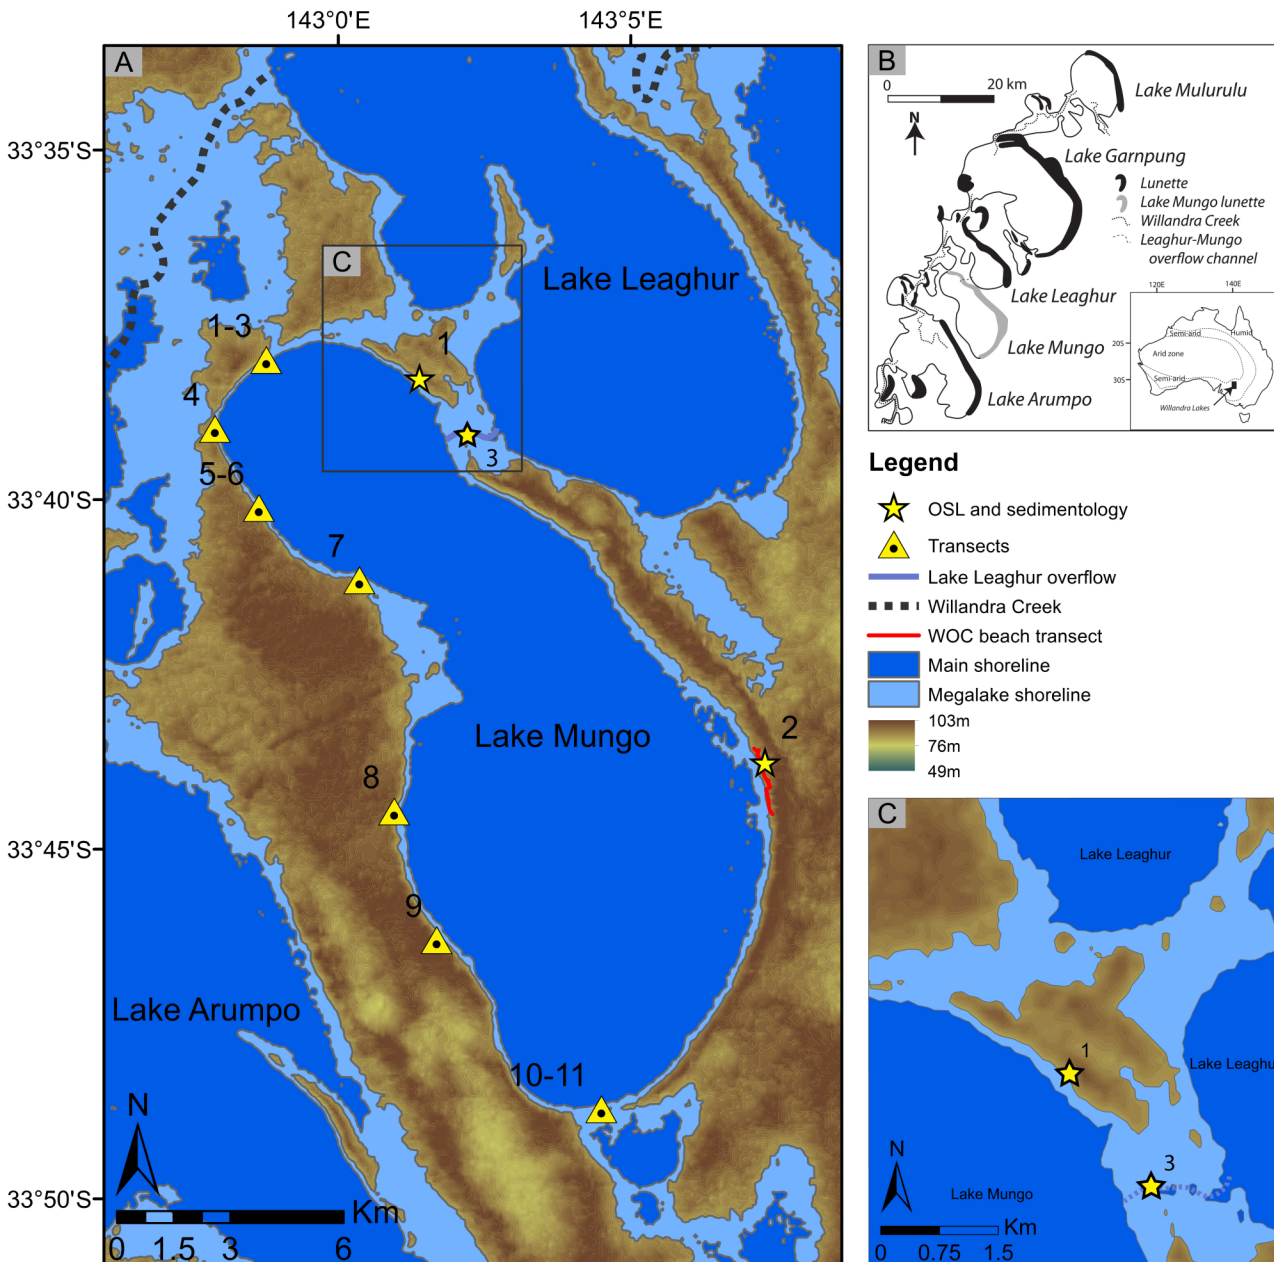 143°0'E
143°5'E
A
33°35'S
33°40'S
33°45'S
33°50'S
C
Lake Leaghur
1-3
1
4
3
5-6
7
Lake Mungo
2
8
9
Lake Arumpo
10-11
N
Km
0
1.5
3
6
B
0
20 km
N
Lake Mulurulu
Lake Garnpung
Lunette
Lake Mungo lunette
Willandra Creek
Leaghur-Mungo
overflow channel
Lake Leaghur
Lake Mungo
Lake Arumpo
120E
140E
Semi-arid
Humid
20S
Arid zone
30S
Semi-arid
Willandra Lakes
Legend
OSL and sedimentology
Transects
Lake Leaghur overflow
Willandra Creek
WOC beach transect
Main shoreline
Megalake shoreline
103m
76m
49m
C
Lake Leaghur
1
Lake Leaghu
3
N
Lake Mungo
Km
0
0.75
1.5